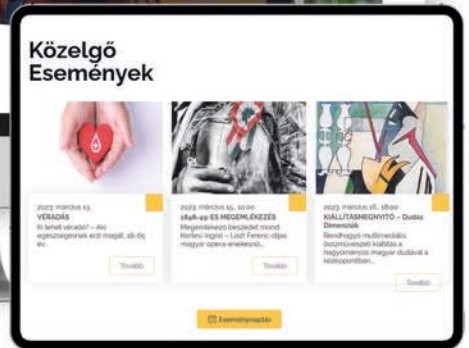 Közelgő
Események
2023. március 13.
VÉRADÁS
Ki lehet véradó? – Aki
egészségesnek érzi magát, 18-65
év...
Tovább
2023. március 15., 10:00
1848-49-ES MEGEMLÉKEZÉS
Megemlékező beszédet mond:
Kertesi Ingrid – Liszt Ferenc-díjas
magyar opera-énekesnő...
Tovább
2023. március 16., 18:00
KIÁLLÍTÁSMEGNYITÓ – Dudás
Dimenziók
Rendhagyó multimediális,
összművészeti kiállítás a
hagyományos magyar dudával a
középpontban...
Tovább
Eseménynaptár